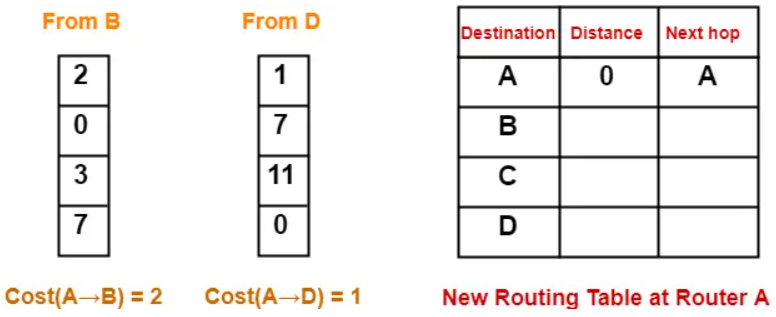 From B
From D
2
0
3
7
1
7
11
0
Cost(A→B) = 2
Cost(A→D) = 1
Destination Distance Next hop
A 0 A
B
C
D
New Routing Table at Router A